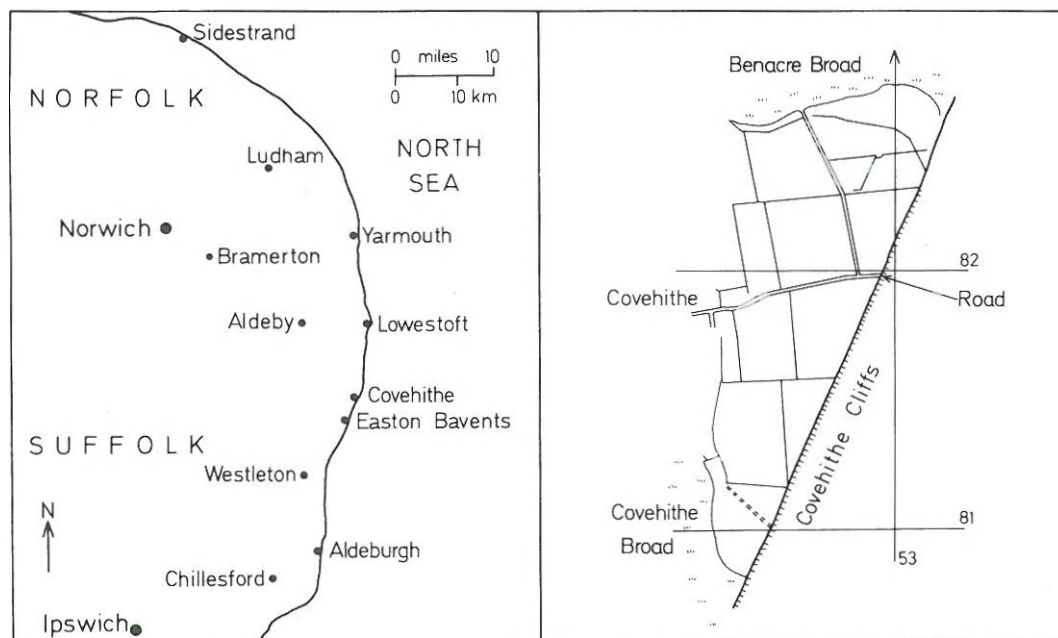 Sidestrand
0 miles 10
0 10 km
NORFOLK
NORTH
SEA
Ludham
Norwich
Yarmouth
Bramerton
Aldeby
Lowestoft
Covehithe
Easton Bavents
SUFFOLK
Westleton
N
Aldeburgh
Chillesford
Ipswich
Benacre Broad
82
Covehithe
Road
Covehithe Cliffs
Covehithe
Broad
81
53